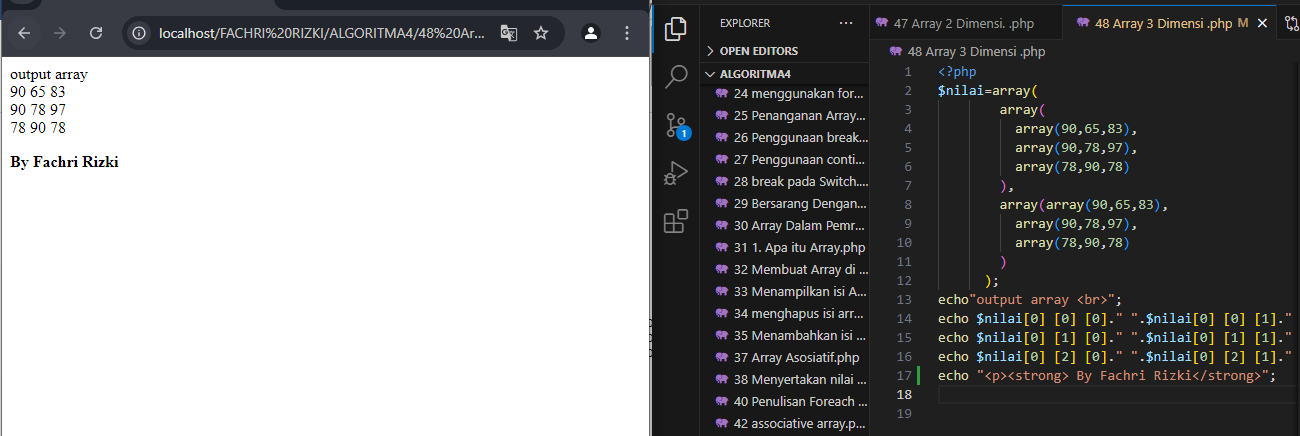 localhost/FACHRI%20RIZKI/ALGORITMA4/48%20Ar...
output array
90 65 83
90 78 97
78 90 78
By Fachri Rizki
1
EXPLORER
OPEN EDITORS
ALGORITMA4
24 menggunakan for...
25 Penanganan Array...
26 Penggunaan break...
27 Penggunaan conti...
28 break pada Switch....
29 Bersarang Dengan...
30 Array Dalam Pemr...
31 1. Apa itu Array.php
32 Membuat Array di ...
33 Menampilkan isi A...
34 menghapus isi arr...
35 Menambahkan isi ...
37 Array Asosiatif.php
38 Menyertakan nilai ...
40 Penulisan Foreach ...
42 associative array.p...
47 Array 2 Dimensi. .php
48 Array 3 Dimensi .php M
48 Array 3 Dimensi .php
1 <?php
2 $nilai=array(
3 array(
4 array(90,65,83),
5 array(90,78,97),
6 array(78,90,78)
7 ),
8 array(array(90,65,83),
9 array(90,78,97),
10 array(78,90,78)
11 )
12 );
13 echo"output array <br>";
14 echo $nilai[0] [0] [0]." ".$nilai[0] [0] [1]."
15 echo $nilai[0] [1] [0]." ".$nilai[0] [1] [1]."
16 echo $nilai[0] [2] [0]." ".$nilai[0] [2] [1]."
17 echo "<p><strong> By Fachri Rizki</strong>";
18
19